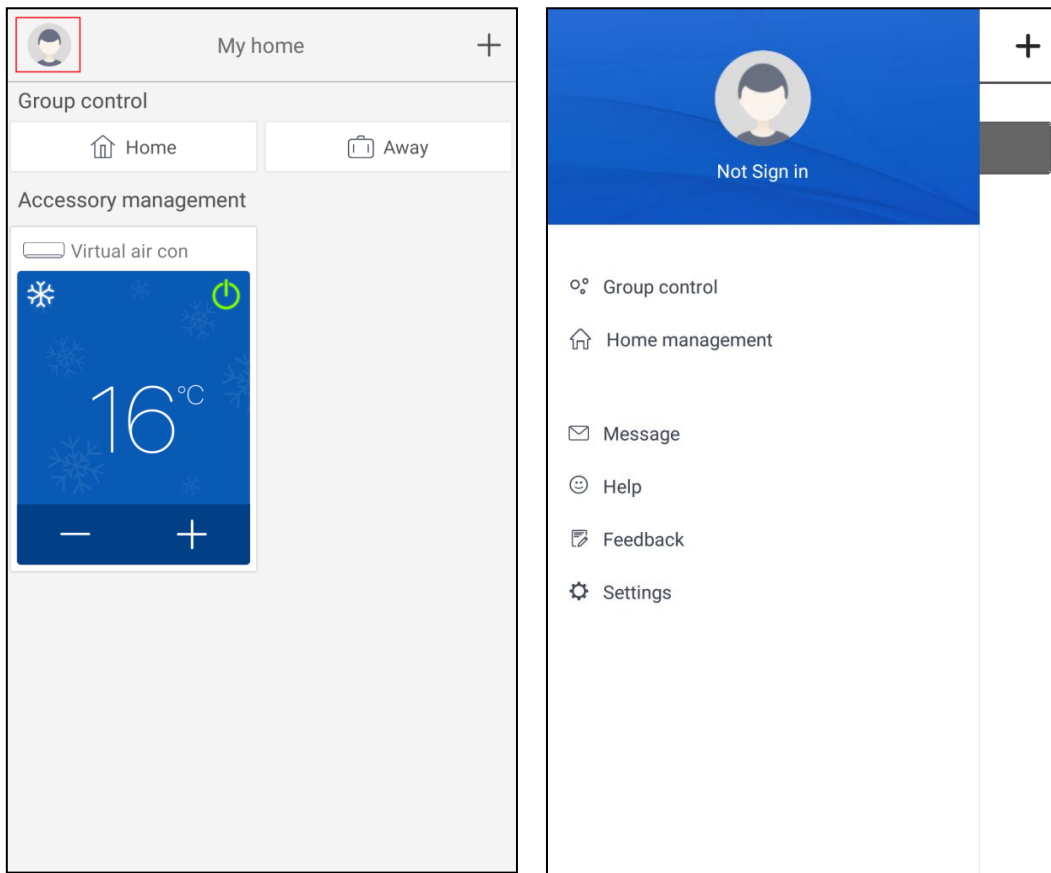 My home
Group control
Home
Away
Accessory management
Virtual air con
16°C
Not Sign in
Group control
Home management
Message
Help
Feedback
Settings